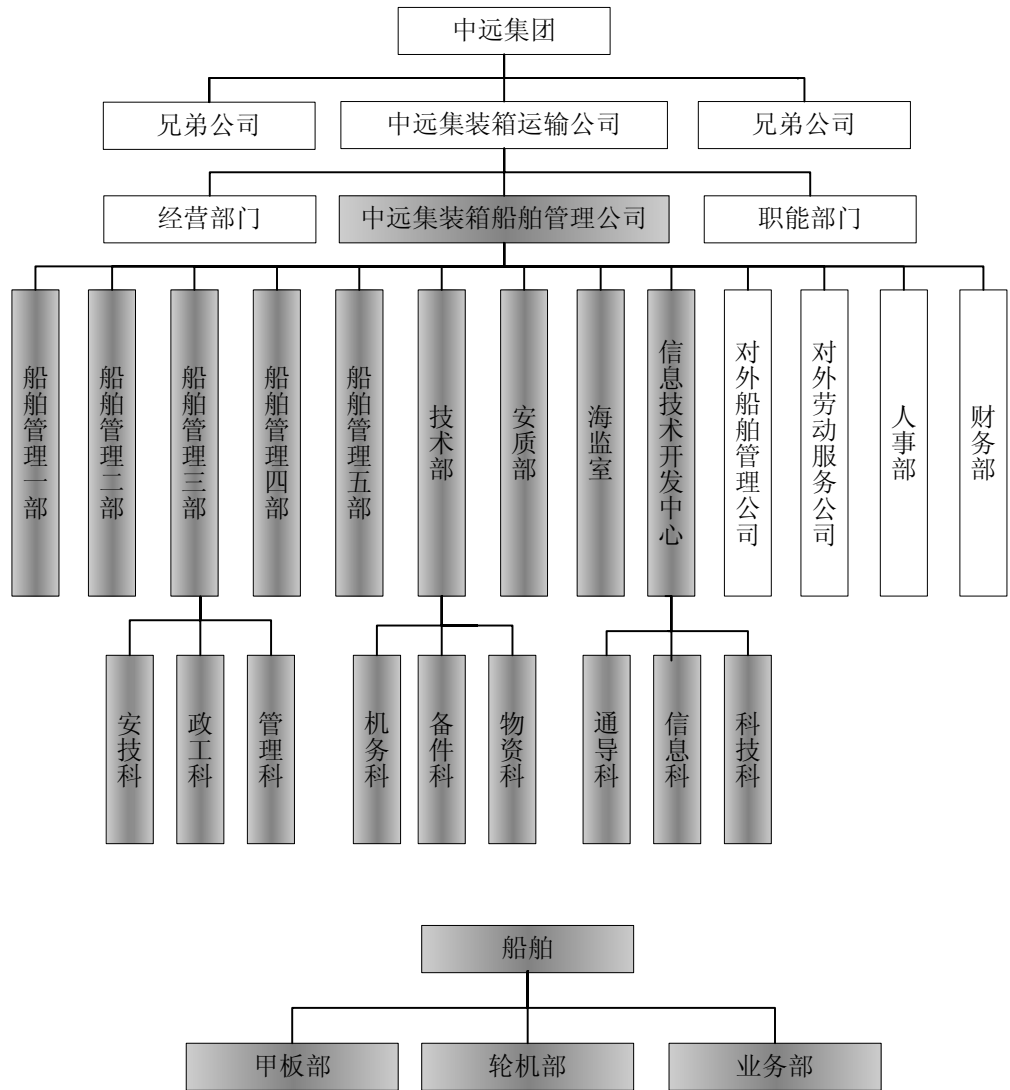 中远集团
兄弟公司
中远集装箱运输公司
兄弟公司
经营部门
中远集装箱船舶管理公司
职能部门
船舶管理一部
船舶管理二部
船舶管理三部
船舶管理四部
船舶管理五部
技术部
安质部
海监室
信息技术开发中心
对外船舶管理公司
对外劳动服务公司
人事部
财务部
安技科
政工科
管理科
机务科
备件科
物资科
通导科
信息科
科技科
船舶
甲板部
轮机部
业务部